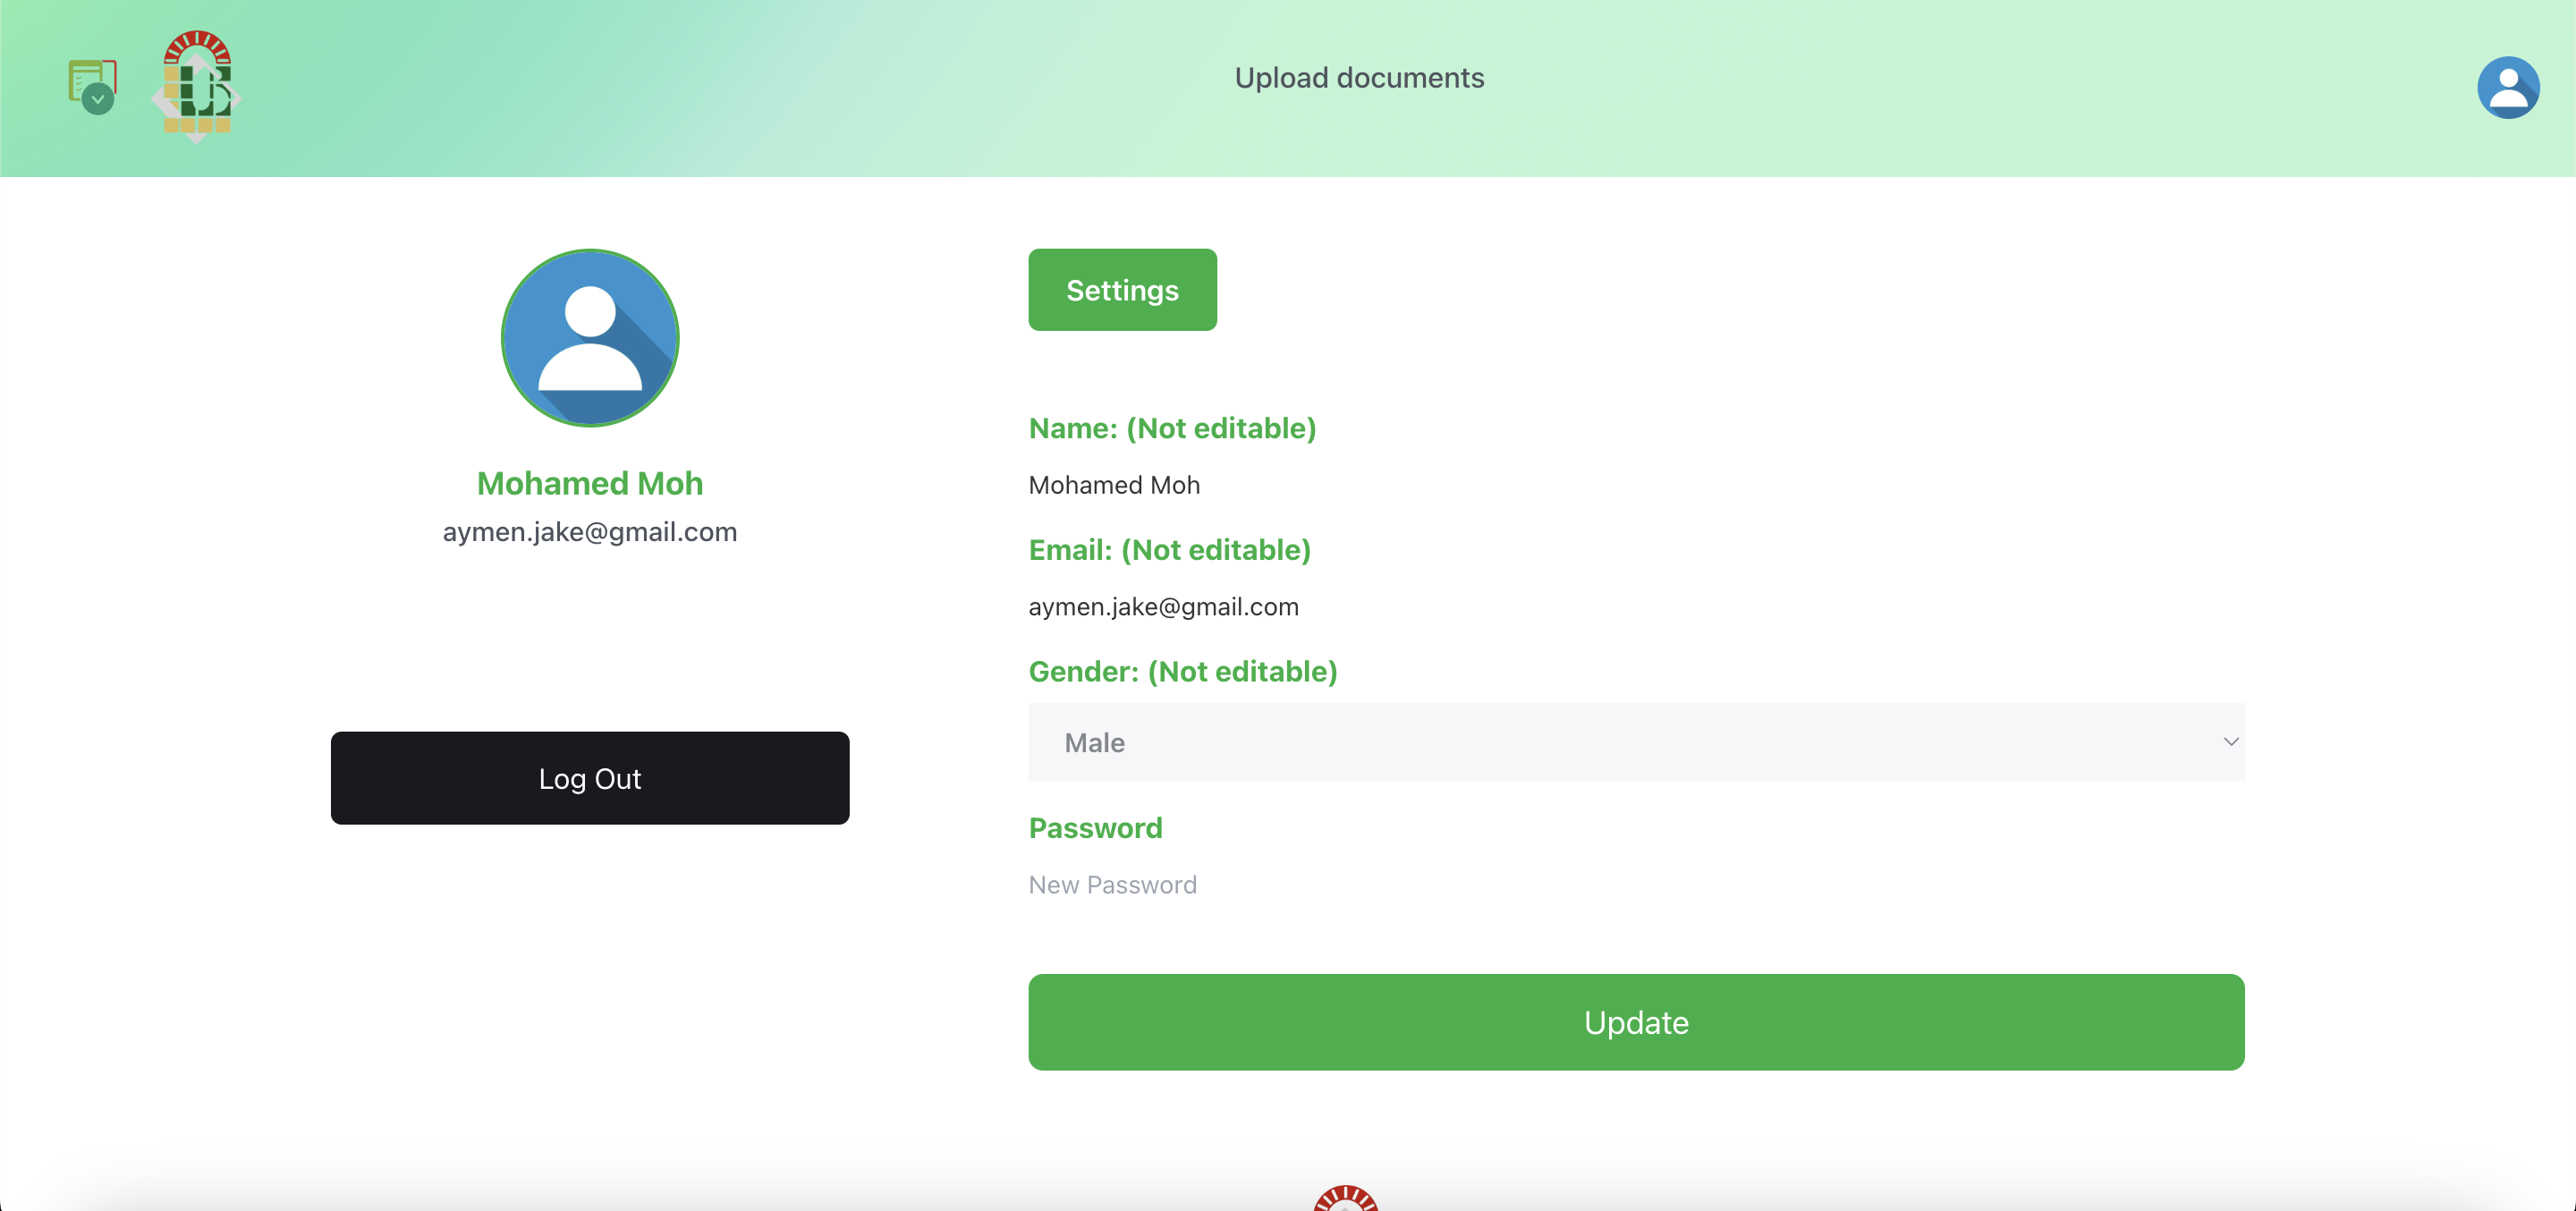 Upload documents
Mohamed Moh
aymen.jake@gmail.com
Log Out
Settings
Name: (Not editable)
Mohamed Moh
Email: (Not editable)
aymen.jake@gmail.com
Gender: (Not editable)
Male
Password
New Password
Update